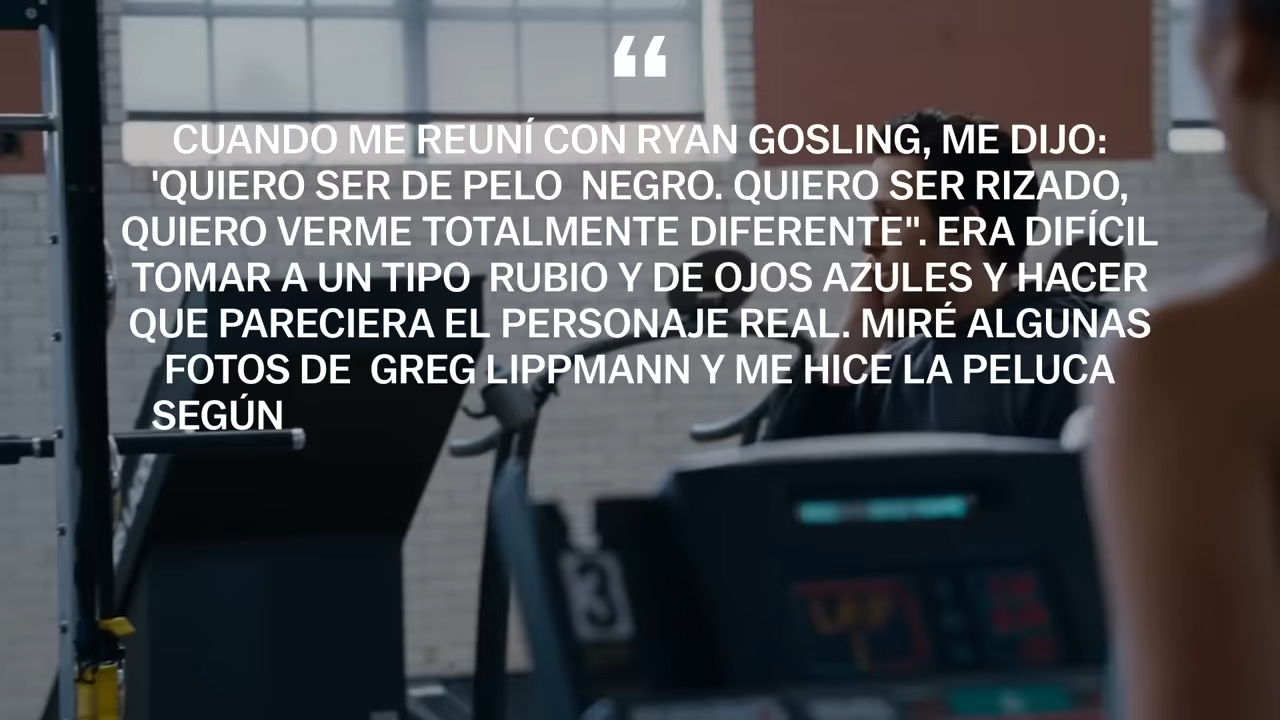 “
CUANDO ME REUNÍ CON RYAN GOSLING, ME DIJO:
'QUIERO SER DE PELO  NEGRO. QUIERO SER RIZADO,
QUIERO VERME TOTALMENTE DIFERENTE". ERA DIFÍCIL
TOMAR A UN TIPO  RUBIO Y DE OJOS AZULES Y HACER
QUE PARECIERA EL PERSONAJE REAL. MIRÉ ALGUNAS
FOTOS DE  GREG LIPPMANN Y ME HICE LA PELUCA
SEGÚN
3